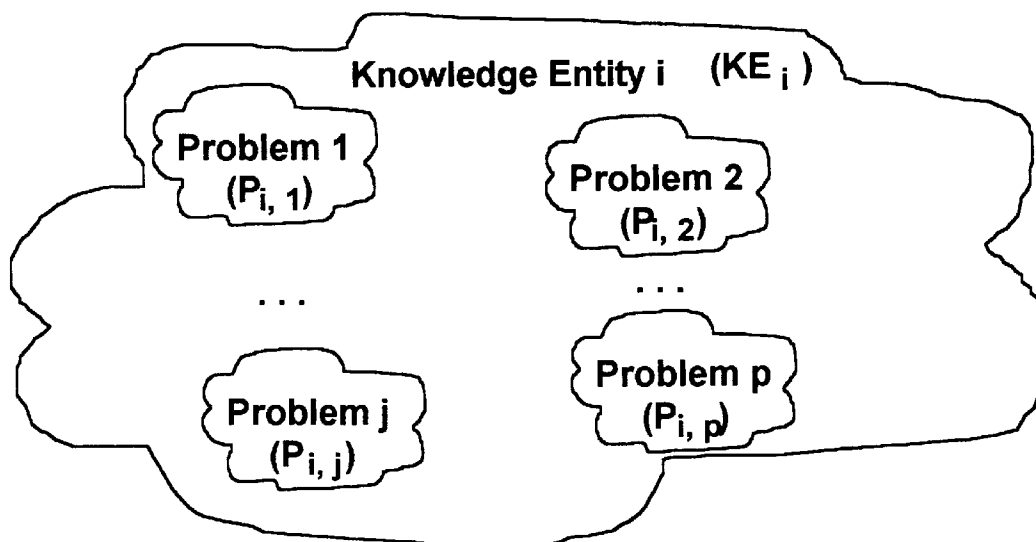 Knowledge Entity i (KE i )
Problem 1
(Pi, 1)
Problem 2
(Pi, 2)
. . .
. . .
Problem j
(Pi, j)
Problem p
(Pi, p)